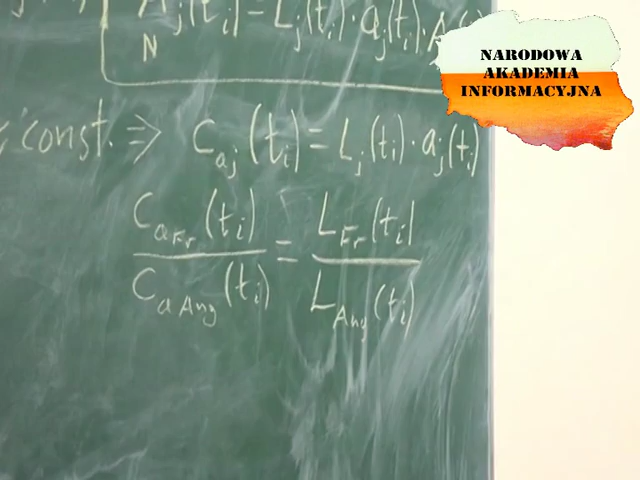 A_j(t_i) = L_j(t_i) · a_j(t_i) ·
N
const. ⇒ C_aj(t_i) = L_j(t_i) · a_j(t_i)
C_aFr(t_i) / C_aAng(t_i) = L_Fr(t_i) / L_Ang(t_i)
NARODOWA
AKADEMIA
INFORMACYJNA